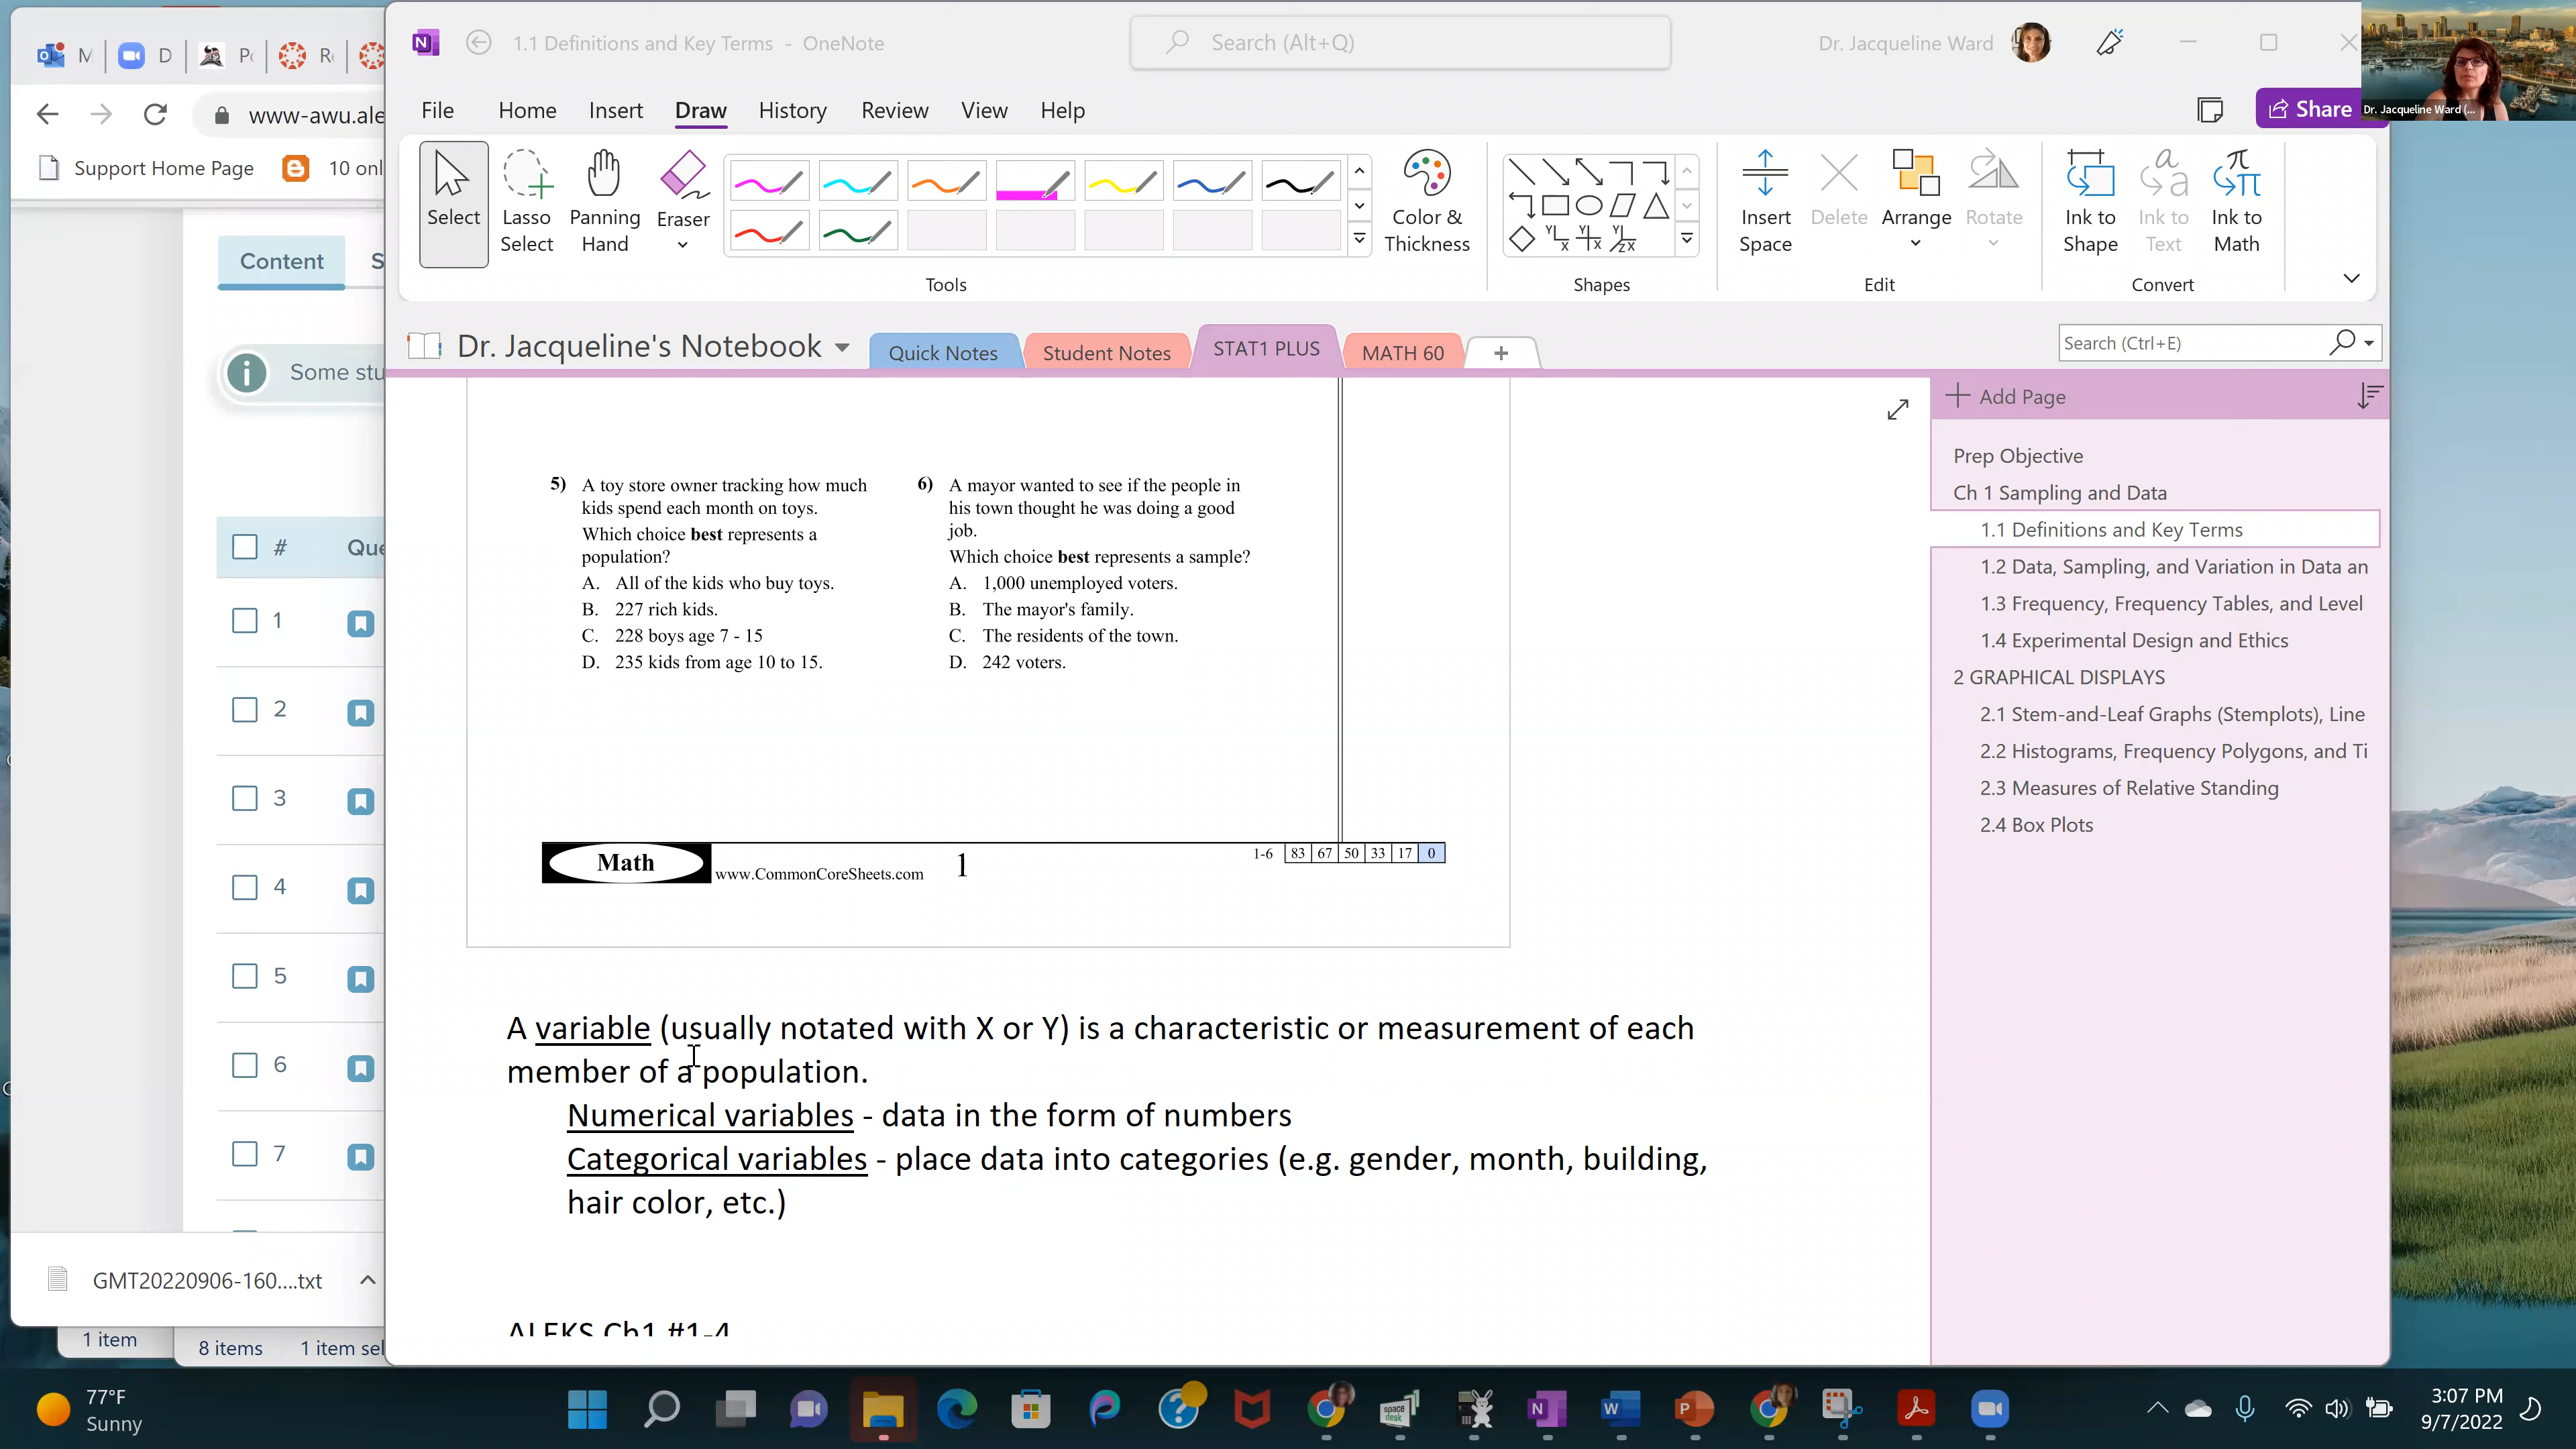 M
D
Pc
Re
www-awu.ale
Support Home Page
10 onl
Content
S
Some stu
#
Que
1
2
3
4
5
6
7
GMT20220906-160....txt
1 item
8 items
1 item sel
1.1 Definitions and Key Terms - OneNote
Search (Alt+Q)
Dr. Jacqueline Ward
Dr. Jacqueline Ward (...
File Home Insert Draw History Review View Help
Share
Select
Lasso Select
Panning Hand
Eraser
Color & Thickness
Insert Space
Delete
Arrange
Rotate
Ink to Shape
Ink to Text
Ink to Math
Tools
Shapes
Edit
Convert
Dr. Jacqueline's Notebook
Quick Notes
Student Notes
STAT1 PLUS
MATH 60
Search (Ctrl+E)
5) A toy store owner tracking how much
kids spend each month on toys.
Which choice best represents a
population?
A. All of the kids who buy toys.
B. 227 rich kids.
C. 228 boys age 7 - 15
D. 235 kids from age 10 to 15.
6) A mayor wanted to see if the people in
his town thought he was doing a good
job.
Which choice best represents a sample?
A. 1,000 unemployed voters.
B. The mayor's family.
C. The residents of the town.
D. 242 voters.
Math
www.CommonCoreSheets.com
1
1-6 83 67 50 33 17 0
A variable (usually notated with X or Y) is a characteristic or measurement of each
member of a population.
Numerical variables - data in the form of numbers
Categorical variables - place data into categories (e.g. gender, month, building,
hair color, etc.)
ALEKS Ch1 #1-4
Add Page
Prep Objective
Ch 1 Sampling and Data
1.1 Definitions and Key Terms
1.2 Data, Sampling, and Variation in Data an
1.3 Frequency, Frequency Tables, and Level
1.4 Experimental Design and Ethics
2 GRAPHICAL DISPLAYS
2.1 Stem-and-Leaf Graphs (Stemplots), Line
2.2 Histograms, Frequency Polygons, and Ti
2.3 Measures of Relative Standing
2.4 Box Plots
77°F
Sunny
space
desk
3:07 PM
9/7/2022